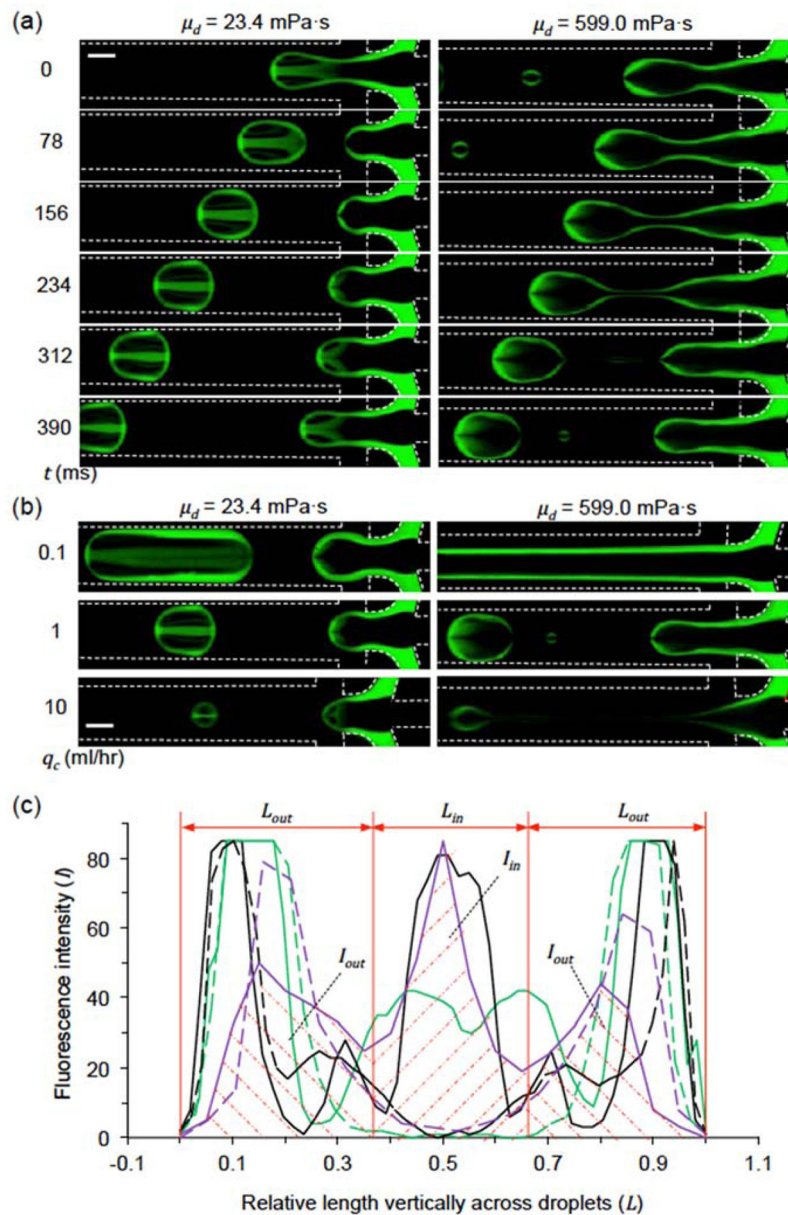 (a)
μd = 23.4 mPa·s μd = 599.0 mPa·s
0
78
156
234
312
390
t (ms)
(b)
μd = 23.4 mPa·s μd = 599.0 mPa·s
0.1
1
10
qc (ml/hr)
(c)
Lout Lin Lout
Iin
Iout Iout
Fluorescence intensity (I)
80
60
40
20
0
-0.1 0.1 0.3 0.5 0.7 0.9 1.1
Relative length vertically across droplets (L)